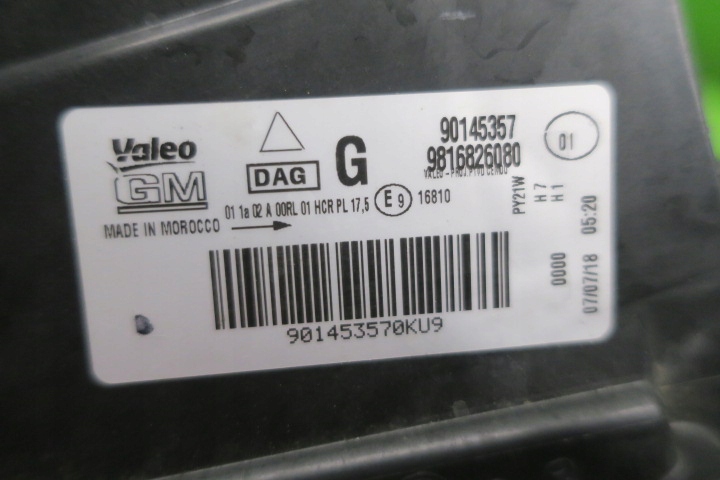 Valeo
GM
MADE IN MOROCCO
DAG
G
01 1a 02 A 00RL 01 HCR PL 17,5
E9
16810
90145357
9816826080
01
PY21W
H7
H1
0000
07/07/18 05:20
901453570KU9